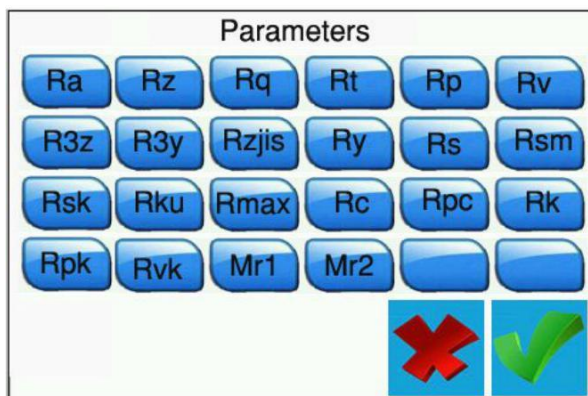 Parameters
Ra Rz Rq Rt Rp Rv
R3z R3y Rzjis Ry Rs Rsm
Rsk Rku Rmax Rc Rpc Rk
Rpk Rvk Mr1 Mr2